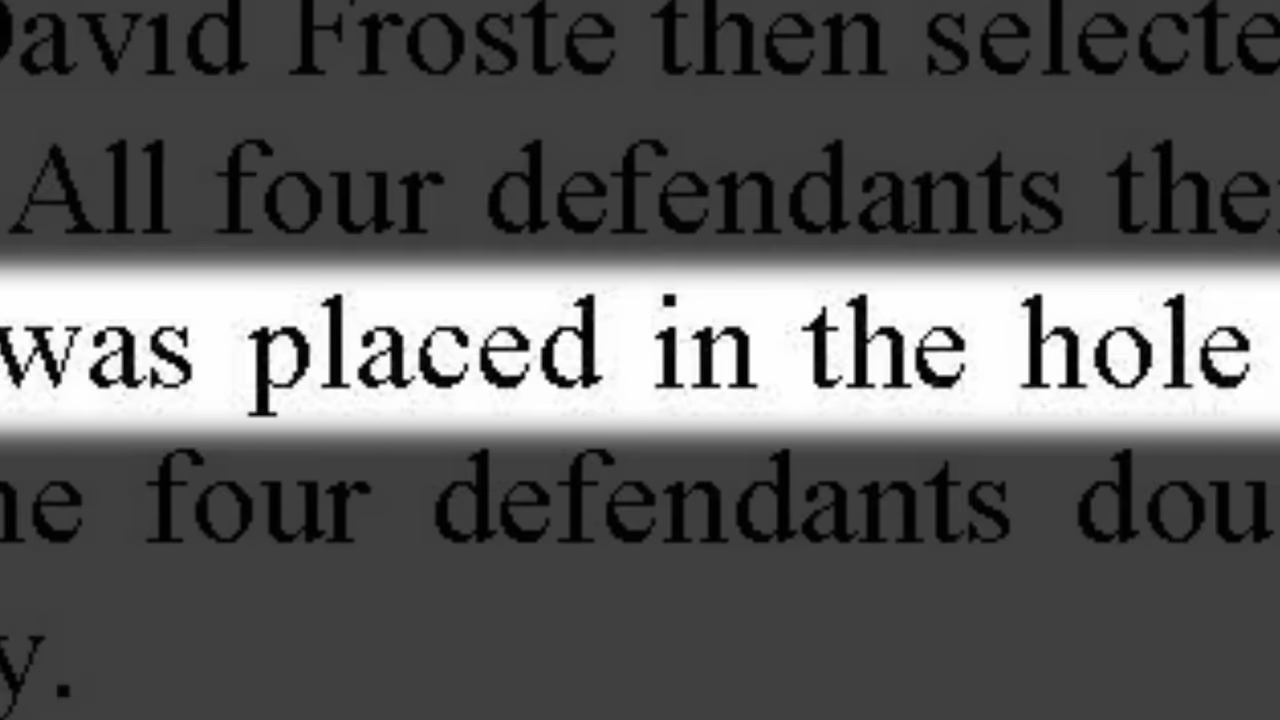 David Froste then selecte
All four defendants the
was placed in the hole
he four defendants dou
y.